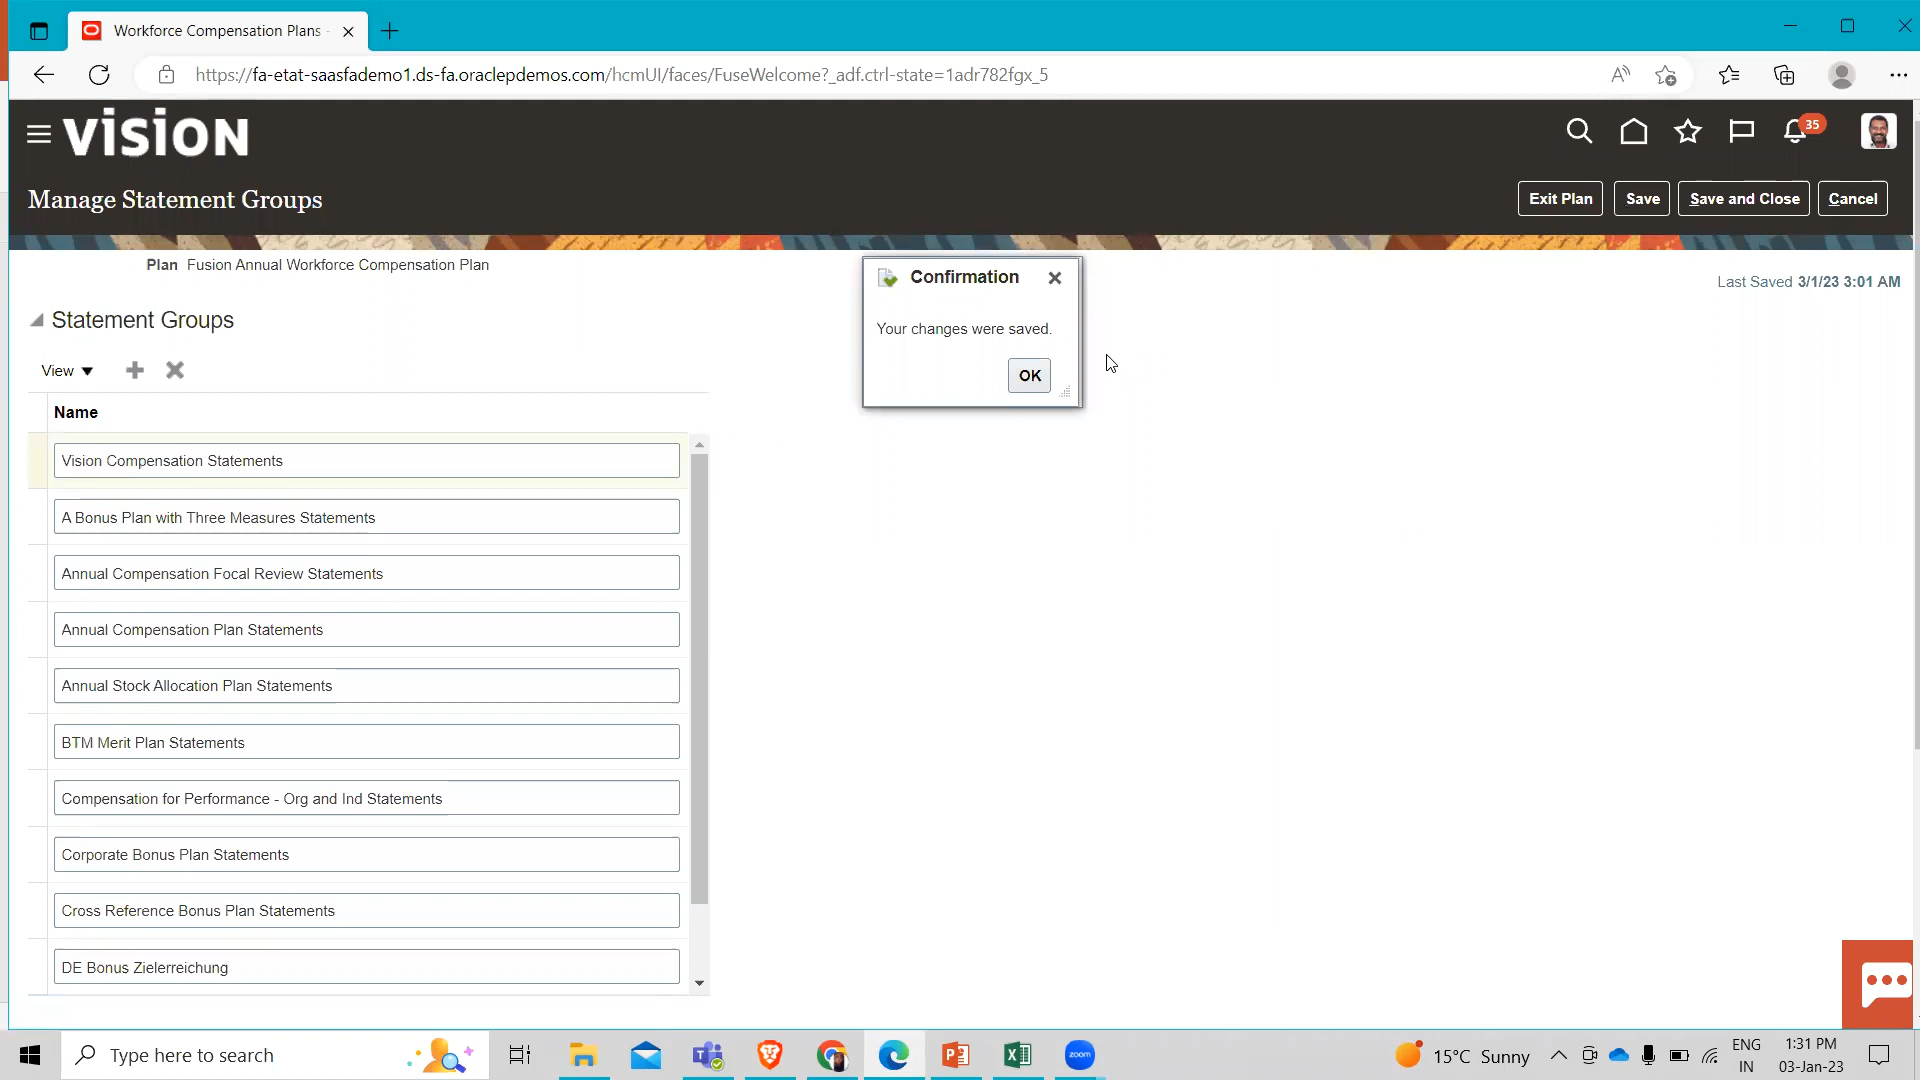 Workforce Compensation Plans -
https://fa-etat-saasfademo1.ds-fa.oraclepdemos.com/hcmUI/faces/FuseWelcome?_adf.ctrl-state=1adr782fgx_5
VISION
35
Manage Statement Groups
Exit Plan
Save
Save and Close
Cancel
Plan Fusion Annual Workforce Compensation Plan
Last Saved 3/1/23 3:01 AM
Confirmation
Your changes were saved.
OK
Statement Groups
View
Name
Vision Compensation Statements
A Bonus Plan with Three Measures Statements
Annual Compensation Focal Review Statements
Annual Compensation Plan Statements
Annual Stock Allocation Plan Statements
BTM Merit Plan Statements
Compensation for Performance - Org and Ind Statements
Corporate Bonus Plan Statements
Cross Reference Bonus Plan Statements
DE Bonus Zielerreichung
Type here to search
zoom
15°C Sunny
ENG
IN
1:31 PM
03-Jan-23